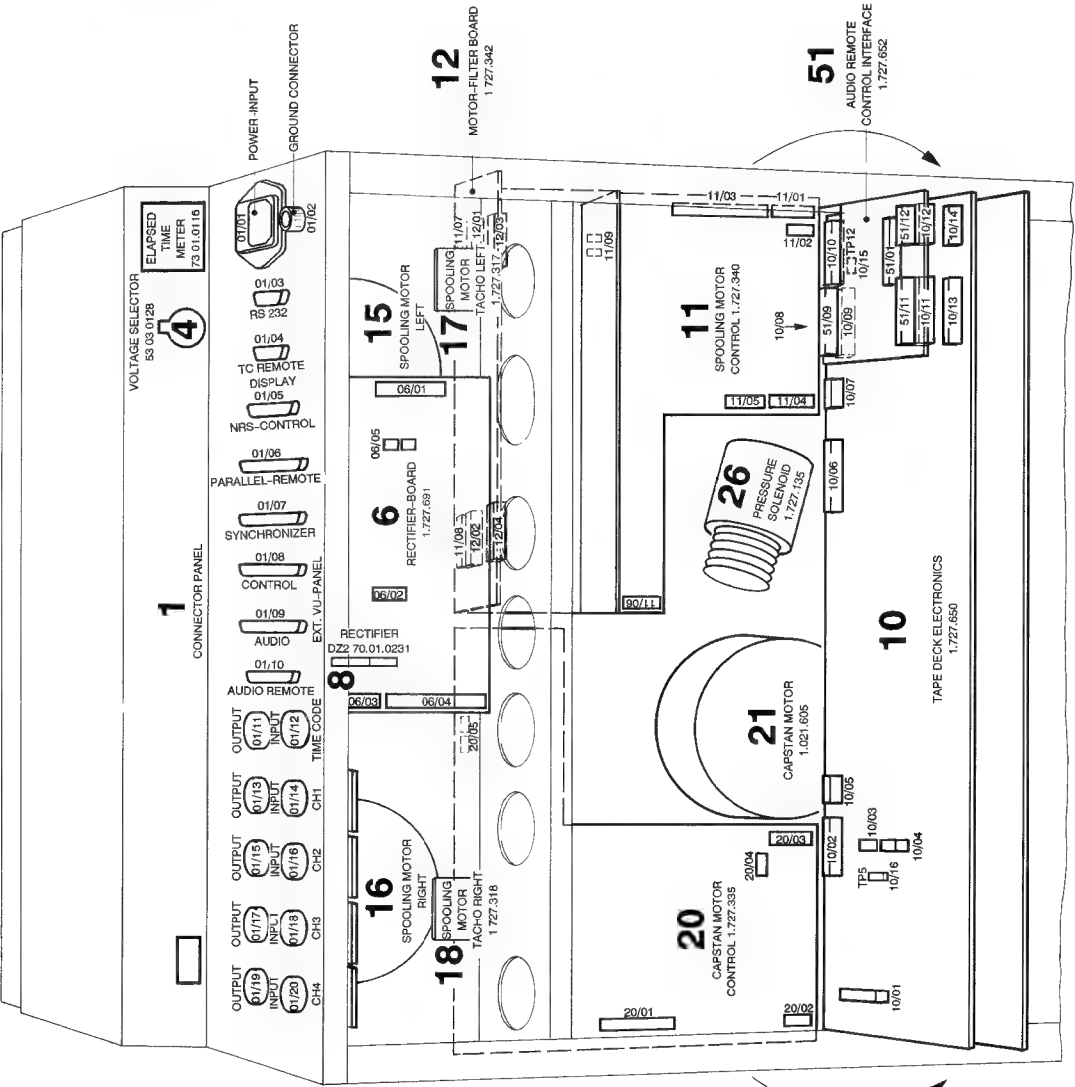 POWER-INPUT
GROUND CONNECTOR
12
MOTOR-FILTER BOARD
1 727.342
51
AUDIO REMOTE
CONTROL INTERFACE
1.727.652
VOLTAGE SELECTOR
53 03 0128
4
ELAPSED
TIME
METER
73 01.0116
1
CONNECTOR PANEL
01/01
01/02
01/03
RS 232
01/04
TC REMOTE
DISPLAY
01/05
NRS-CONTROL
01/06
PARALLEL-REMOTE
01/07
SYNCHRONIZER
01/08
CONTROL
EXT. VU-PANEL
01/09
AUDIO
01/10
AUDIO REMOTE
OUTPUT
01/11
INPUT
01/12
TIME CODE
OUTPUT
01/13
INPUT
01/14
CH1
OUTPUT
01/15
INPUT
01/16
CH2
OUTPUT
01/17
INPUT
01/18
CH3
OUTPUT
01/19
INPUT
01/20
CH4
15
SPOOLING MOTOR
LEFT
17
SPOOLING
MOTOR
TACHO LEFT
1.727.317
11/07
12/01
12/03
06/01
06/05
6
RECTIFIER-BOARD
1.727.691
06/02
11/08
12/02
12/04
RECTIFIER
DZ2 70.01.0231
8
06/03
06/04
20/05
16
SPOOLING MOTOR
RIGHT
18
SPOOLING
MOTOR
TACHO RIGHT
1 727.318
11/09
11/03
11/01
11/02
11
SPOOLING MOTOR
CONTROL 1.727.340
11/05
11/04
11/06
26
PRESSURE
SOLENOID
1.727.135
21
CAPSTAN MOTOR
1.021.605
20
CAPSTAN MOTOR
CONTROL 1.727.335
20/01
20/02
20/03
20/04
10/08
51/09
10/09
10/10
TP12
10/15
51/01
51/12
10/12
10/14
51/11
10/11
10/13
10/07
10/06
10
TAPE DECK ELECTRONICS
1.727.650
10/05
10/02
10/03
10/04
TP5
10/16
10/01